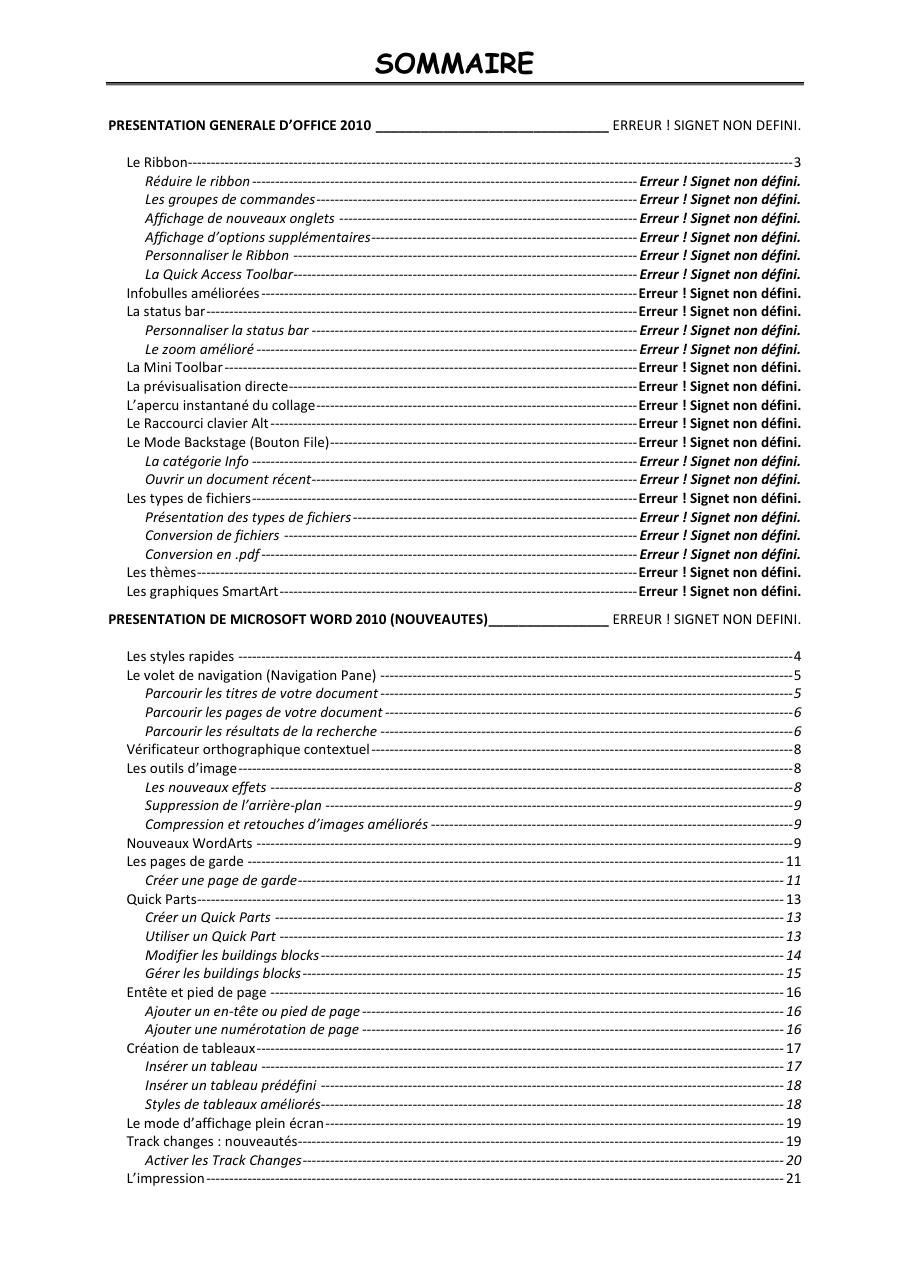 SOMMAIRE
PRESENTATION GENERALE D’OFFICE 2010 _______________________________ ERREUR ! SIGNET NON DEFINI.
Le Ribbon---3
Réduire le ribbon---Erreur ! Signet non défini.
Les groupes de commandes---Erreur ! Signet non défini.
Affichage de nouveaux onglets ---Erreur ! Signet non défini.
Affichage d’options supplémentaires---Erreur ! Signet non défini.
Personnaliser le Ribbon ---Erreur ! Signet non défini.
La Quick Access Toolbar---Erreur ! Signet non défini.
Infobulles améliorées---Erreur ! Signet non défini.
La status bar---Erreur ! Signet non défini.
Personnaliser la status bar ---Erreur ! Signet non défini.
Le zoom amélioré ---Erreur ! Signet non défini.
La Mini Toolbar---Erreur ! Signet non défini.
La prévisualisation directe---Erreur ! Signet non défini.
L’apercu instantané du collage---Erreur ! Signet non défini.
Le Raccourci clavier Alt---Erreur ! Signet non défini.
Le Mode Backstage (Bouton File)---Erreur ! Signet non défini.
La catégorie Info ---Erreur ! Signet non défini.
Ouvrir un document récent---Erreur ! Signet non défini.
Les types de fichiers---Erreur ! Signet non défini.
Présentation des types de fichiers---Erreur ! Signet non défini.
Conversion de fichiers ---Erreur ! Signet non défini.
Conversion en .pdf---Erreur ! Signet non défini.
Les thèmes---Erreur ! Signet non défini.
Les graphiques SmartArt---Erreur ! Signet non défini.
PRESENTATION DE MICROSOFT WORD 2010 (NOUVEAUTES)________________ ERREUR ! SIGNET NON DEFINI.
Les styles rapides ---4
Le volet de navigation (Navigation Pane) ---5
Parcourir les titres de votre document---5
Parcourir les pages de votre document---6
Parcourir les résultats de la recherche ---6
Vérificateur orthographique contextuel---8
Les outils d’image---8
Les nouveaux effets ---8
Suppression de l’arrière-plan ---9
Compression et retouches d’images améliorés ---9
Nouveaux WordArts ---9
Les pages de garde ---11
Créer une page de garde---11
Quick Parts---13
Créer un Quick Parts ---13
Utiliser un Quick Part ---13
Modifier les buildings blocks---14
Gérer les buildings blocks---15
Entête et pied de page ---16
Ajouter un en-tête ou pied de page---16
Ajouter une numérotation de page ---16
Création de tableaux---17
Insérer un tableau ---17
Insérer un tableau prédéfini ---18
Styles de tableaux améliorés---18
Le mode d’affichage plein écran---19
Track changes : nouveautés---19
Activer les Track Changes---20
L’impression---21